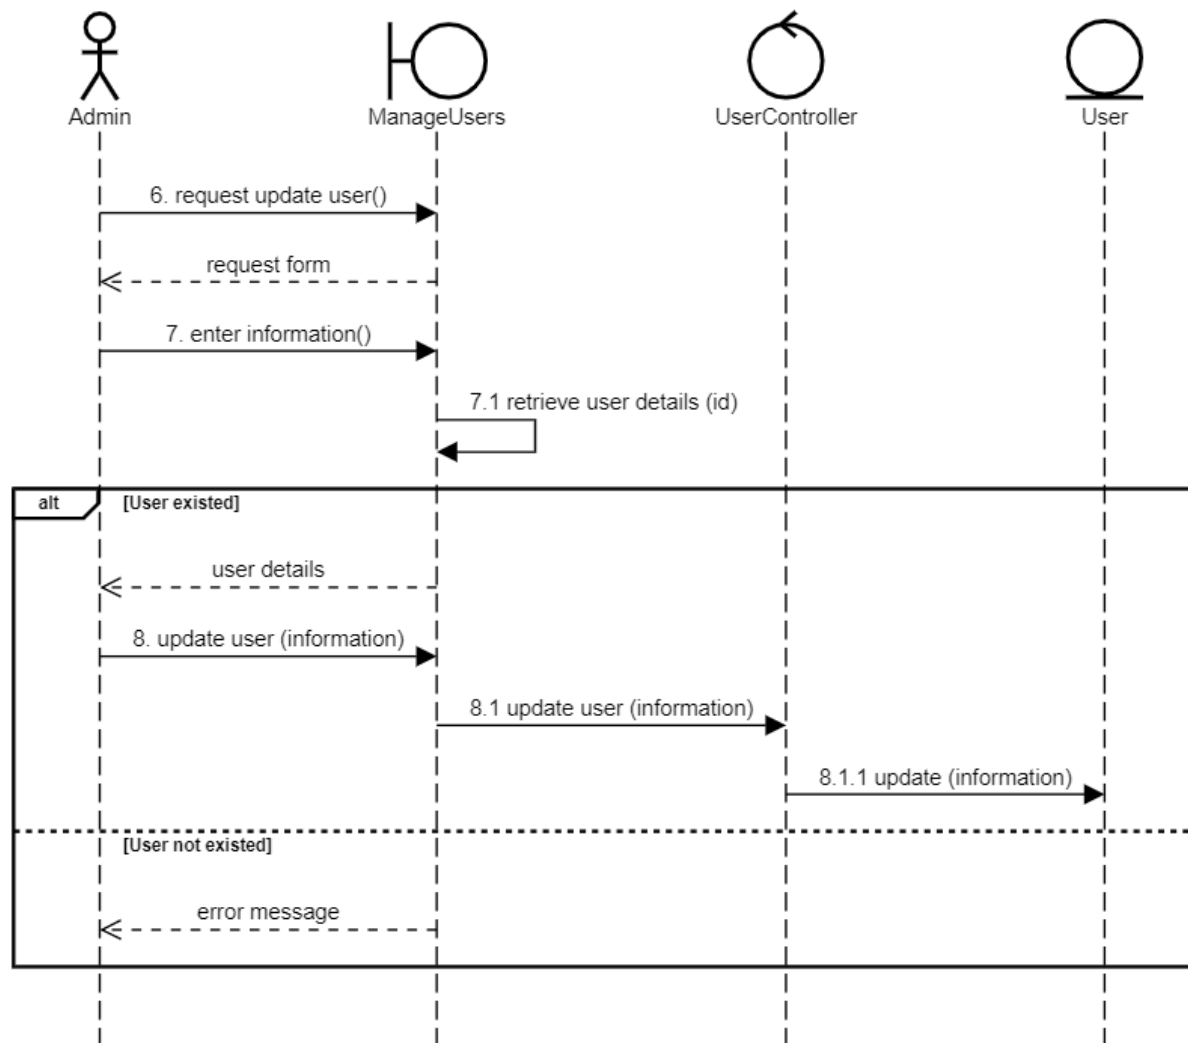 Admin
ManageUsers
UserController
User
6. request update user()
request form
7. enter information()
7.1 retrieve user details (id)
alt
[User existed]
user details
8. update user (information)
8.1 update user (information)
8.1.1 update (information)
[User not existed]
error message